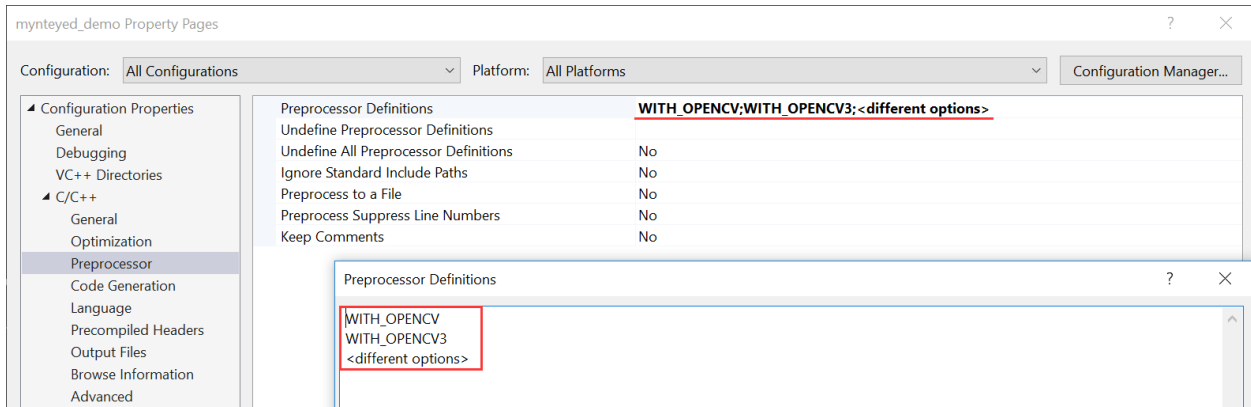 mynteyed_demo Property Pages
Configuration: All Configurations Platform: All Platforms Configuration Manager...
Configuration Properties
General
Debugging
VC++ Directories
C/C++
General
Optimization
Preprocessor
Code Generation
Language
Precompiled Headers
Output Files
Browse Information
Advanced
Preprocessor Definitions WITH_OPENCV;WITH_OPENCV3;<different options>
Undefine Preprocessor Definitions
Undefine All Preprocessor Definitions No
Ignore Standard Include Paths No
Preprocess to a File No
Preprocess Suppress Line Numbers No
Keep Comments No
Preprocessor Definitions
WITH_OPENCV
WITH_OPENCV3
<different options>